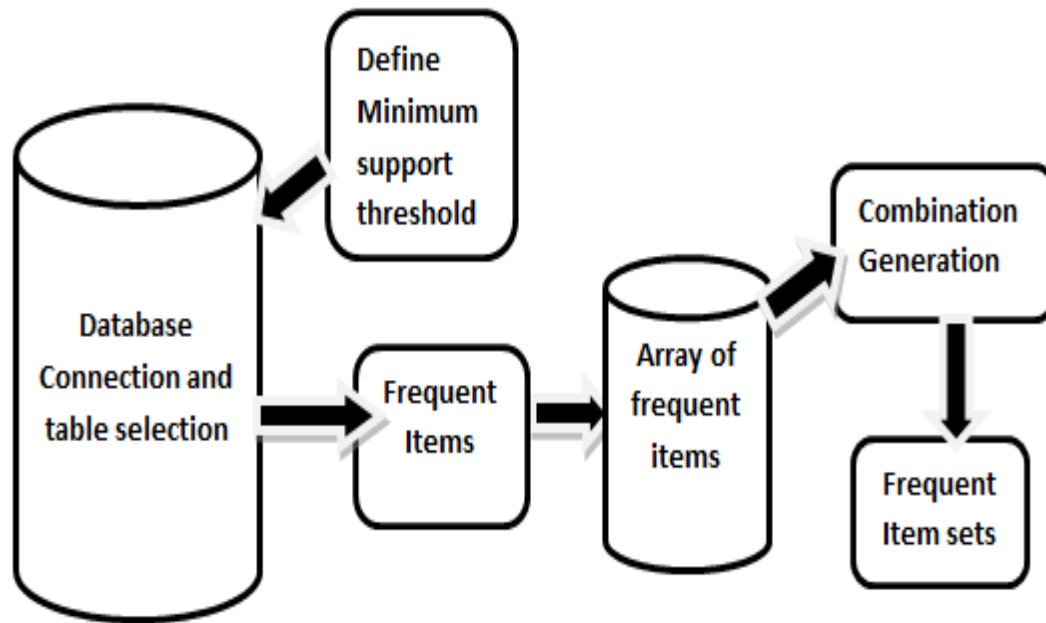 Define
Minimum
support
threshold
Database
Connection and
table selection
Frequent
Items
Array of
frequent
items
Combination
Generation
Frequent
Item sets